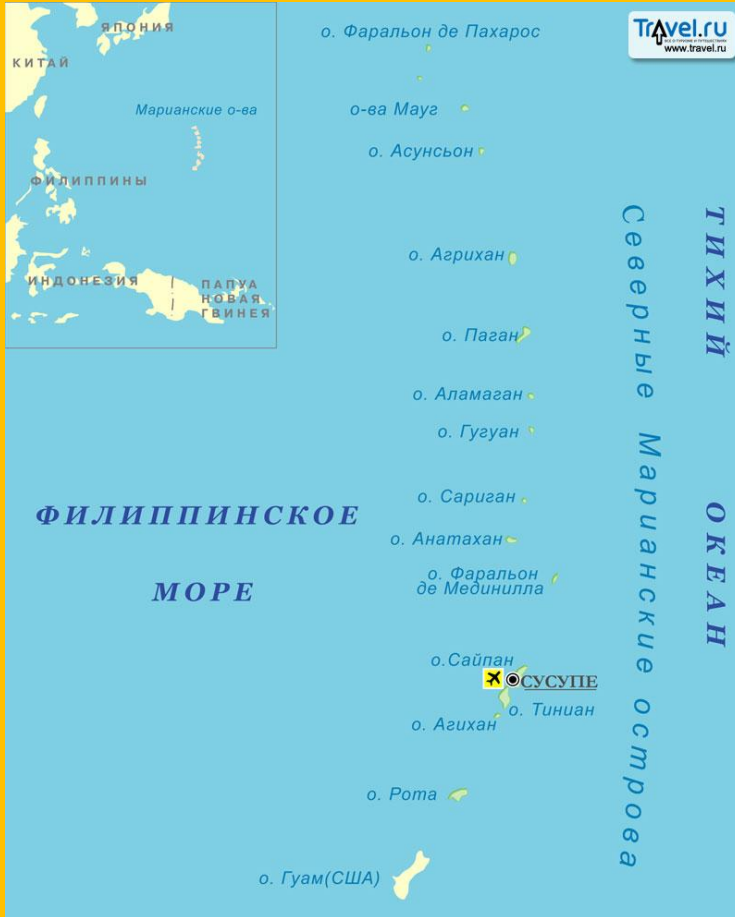 ЯПОНИЯ
КИТАЙ
Марианские о-ва
ФИЛИППИНЫ
ИНДОНЕЗИЯ
ПАПУА
НОВАЯ
ГВИНЕЯ
о. Фаральон де Пахарос
Travel.ru
www.travel.ru
о-ва Мауг
о. Асунсьон
о. Агрихан
о. Паган
о. Аламаган
о. Гугуан
о. Сариган
о. Анатахан
о. Фаральон
де Мединилла
о.Сайпан
СУСУПЕ
о. Тиниан
о. Агихан
о. Рота
о. Гуам(США)
ФИЛИППИНСКОЕ
МОРЕ
Северные Марианские острова
ТИХИЙ ОКЕАН